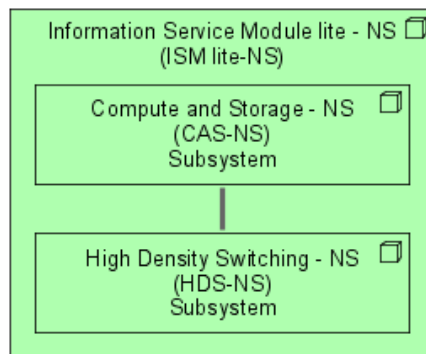 Information Service Module lite - NS
(ISM lite-NS)
Compute and Storage - NS
(CAS-NS)
Subsystem
High Density Switching - NS
(HDS-NS)
Subsystem